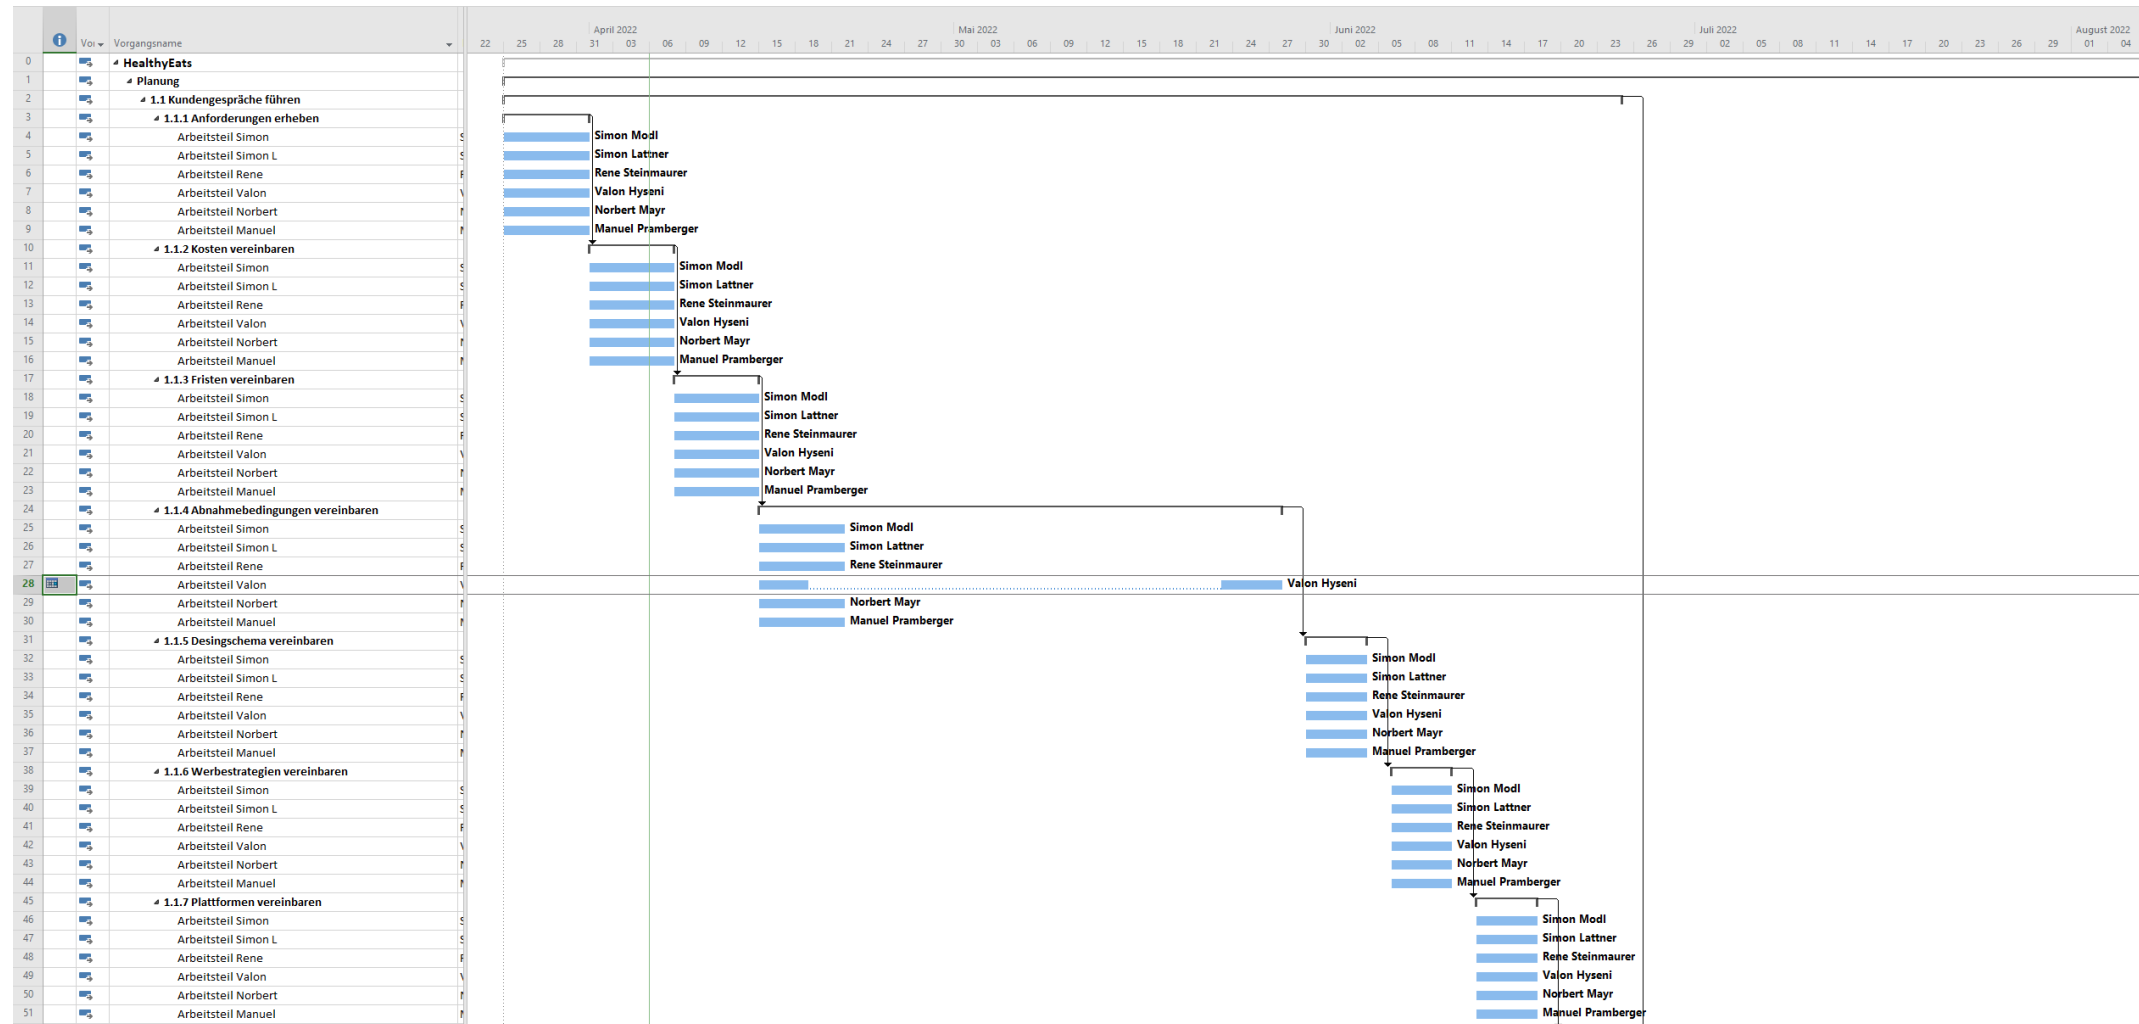 April 2022 Mai 2022 Juni 2022 Juli 2022 August 2022
Vor Vorgangsname 22 25 28 31 03 06 09 12 15 18 21 24 27 30 03 06 09 12 15 18 21 24 27 30 02 05 08 11 14 17 20 23 26 29 02 05 08 11 14 17 20 23 26 29 01 04
0 HealthyEats
1 Planung
2 1.1 Kundengespräche führen
3 1.1.1 Anforderungen erheben
4 Arbeitsteil Simon Simon Modl
5 Arbeitsteil Simon L Simon Lattner
6 Arbeitsteil Rene Rene Steinmaurer
7 Arbeitsteil Valon Valon Hyseni
8 Arbeitsteil Norbert Norbert Mayr
9 Arbeitsteil Manuel Manuel Pramberger
10 1.1.2 Kosten vereinbaren
11 Arbeitsteil Simon Simon Modl
12 Arbeitsteil Simon L Simon Lattner
13 Arbeitsteil Rene Rene Steinmaurer
14 Arbeitsteil Valon Valon Hyseni
15 Arbeitsteil Norbert Norbert Mayr
16 Arbeitsteil Manuel Manuel Pramberger
17 1.1.3 Fristen vereinbaren
18 Arbeitsteil Simon Simon Modl
19 Arbeitsteil Simon L Simon Lattner
20 Arbeitsteil Rene Rene Steinmaurer
21 Arbeitsteil Valon Valon Hyseni
22 Arbeitsteil Norbert Norbert Mayr
23 Arbeitsteil Manuel Manuel Pramberger
24 1.1.4 Abnahmebedingungen vereinbaren
25 Arbeitsteil Simon Simon Modl
26 Arbeitsteil Simon L Simon Lattner
27 Arbeitsteil Rene Rene Steinmaurer
28 Arbeitsteil Valon Valon Hyseni
29 Arbeitsteil Norbert Norbert Mayr
30 Arbeitsteil Manuel Manuel Pramberger
31 1.1.5 Desingschema vereinbaren
32 Arbeitsteil Simon Simon Modl
33 Arbeitsteil Simon L Simon Lattner
34 Arbeitsteil Rene Rene Steinmaurer
35 Arbeitsteil Valon Valon Hyseni
36 Arbeitsteil Norbert Norbert Mayr
37 Arbeitsteil Manuel Manuel Pramberger
38 1.1.6 Werbestrategien vereinbaren
39 Arbeitsteil Simon Simon Modl
40 Arbeitsteil Simon L Simon Lattner
41 Arbeitsteil Rene Rene Steinmaurer
42 Arbeitsteil Valon Valon Hyseni
43 Arbeitsteil Norbert Norbert Mayr
44 Arbeitsteil Manuel Manuel Pramberger
45 1.1.7 Plattformen vereinbaren
46 Arbeitsteil Simon Simon Modl
47 Arbeitsteil Simon L Simon Lattner
48 Arbeitsteil Rene Rene Steinmaurer
49 Arbeitsteil Valon Valon Hyseni
50 Arbeitsteil Norbert Norbert Mayr
51 Arbeitsteil Manuel Manuel Pramberger